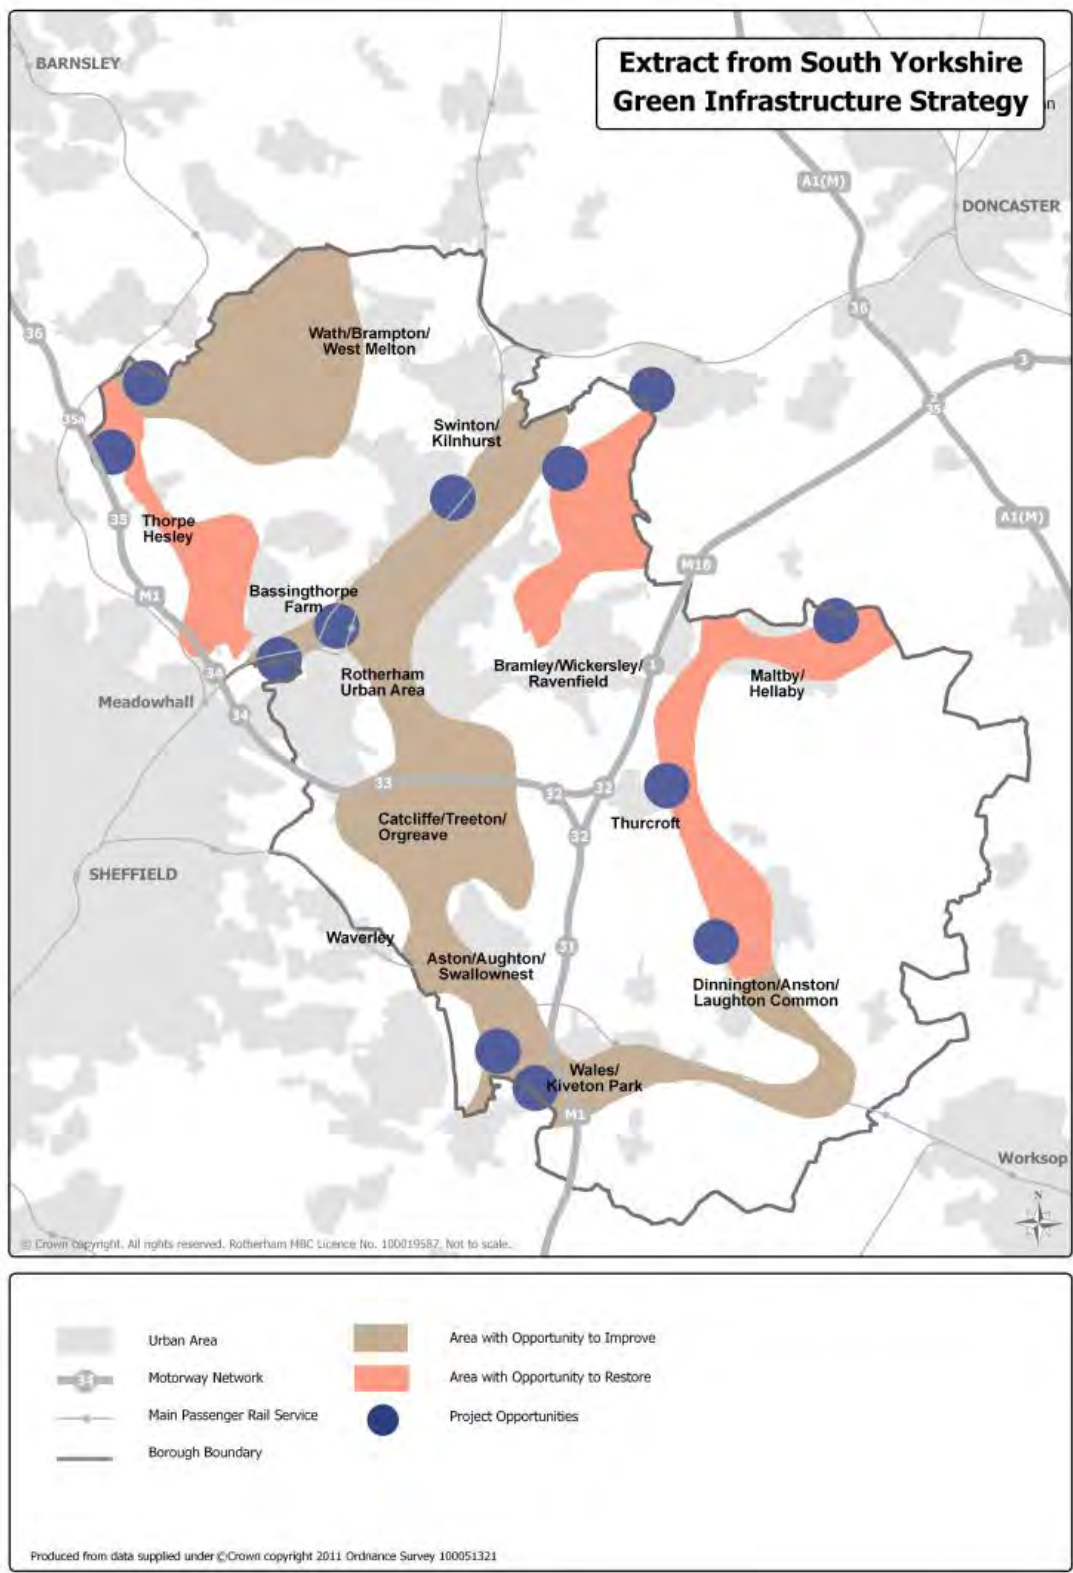 Extract from South Yorkshire
Green Infrastructure Strategy
BARNSLEY
A1(M)
DONCASTER
36
36
3
Wath/Brampton/
West Melton
35a
2
35
Swinton/
Kilnhurst
35
Thorpe
Hesley
A1(M)
M18
M1
Bassingthorpe
Farm
Rotherham
Urban Area
Bramley/Wickersley/
Ravenfield
1
Maltby/
Hellaby
34
Meadowhall
34
33
32
32
Catcliffe/Treeton/
Orgreave
Thurcroft
32
SHEFFIELD
Waverley
31
Aston/Aughton/
Swallownest
Dinnington/Anston/
Laughton Common
Wales/
Kiveton Park
M1
Worksop
N
© Crown copyright. All rights reserved. Rotherham MBC Licence No. 100019587. Not to scale.
Urban Area
Area with Opportunity to Improve
34
Motorway Network
Area with Opportunity to Restore
Main Passenger Rail Service
Project Opportunities
Borough Boundary
Produced from data supplied under ©Crown copyright 2011 Ordnance Survey 100051321